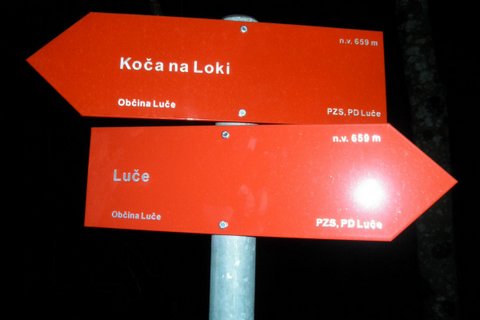 n.v. 659 m
Koča na Loki
Občina Luče
PZS, PD Luče
n.v. 659 m
Luče
Občina Luče
PZS, PD Luče